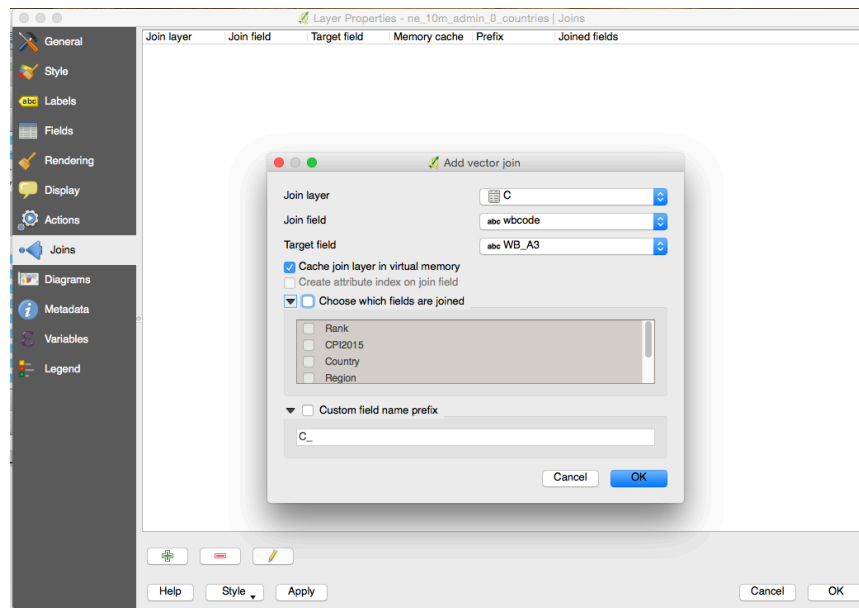 Layer Properties - ne_10m_admin_0_countries | Joins
General
Style
abc Labels
Fields
Rendering
Display
Actions
Joins
Diagrams
Metadata
Variables
Legend
Join layer Join field Target field Memory cache Prefix Joined fields
Add vector join
Join layer C
Join field abc wbcode
Target field abc WB_A3
Cache join layer in virtual memory
Create attribute index on join field
Choose which fields are joined
Rank
CPI2015
Country
Region
Custom field name prefix
C_
Cancel OK
Help Style Apply Cancel OK